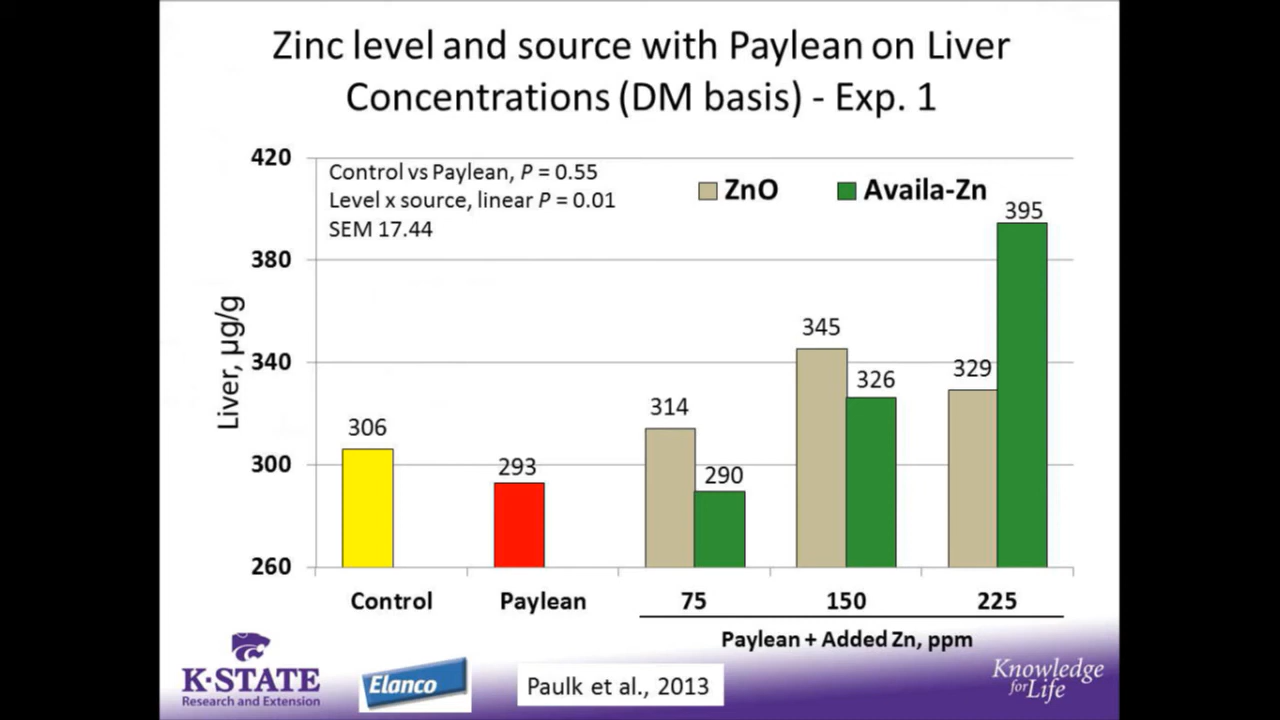 Zinc level and source with Paylean on Liver
Concentrations (DM basis) - Exp. 1
Control vs Paylean, P = 0.55
Level x source, linear P = 0.01
SEM 17.44
ZnO
Availa-Zn
Liver, µg/g
420
380
340
300
260
306
293
314
290
345
326
329
395
Control
Paylean
75
150
225
Paylean + Added Zn, ppm
K-STATE
Research and Extension
Elanco
Paulk et al., 2013
Knowledge
for Life